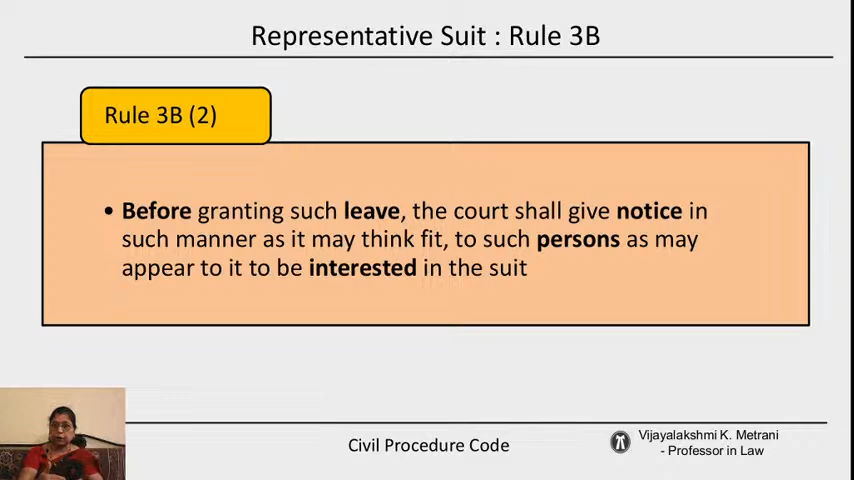 Representative Suit : Rule 3B
Rule 3B (2)
• Before granting such leave, the court shall give notice in
such manner as it may think fit, to such persons as may
appear to it to be interested in the suit
Civil Procedure Code
Vijayalakshmi K. Metrani
- Professor in Law